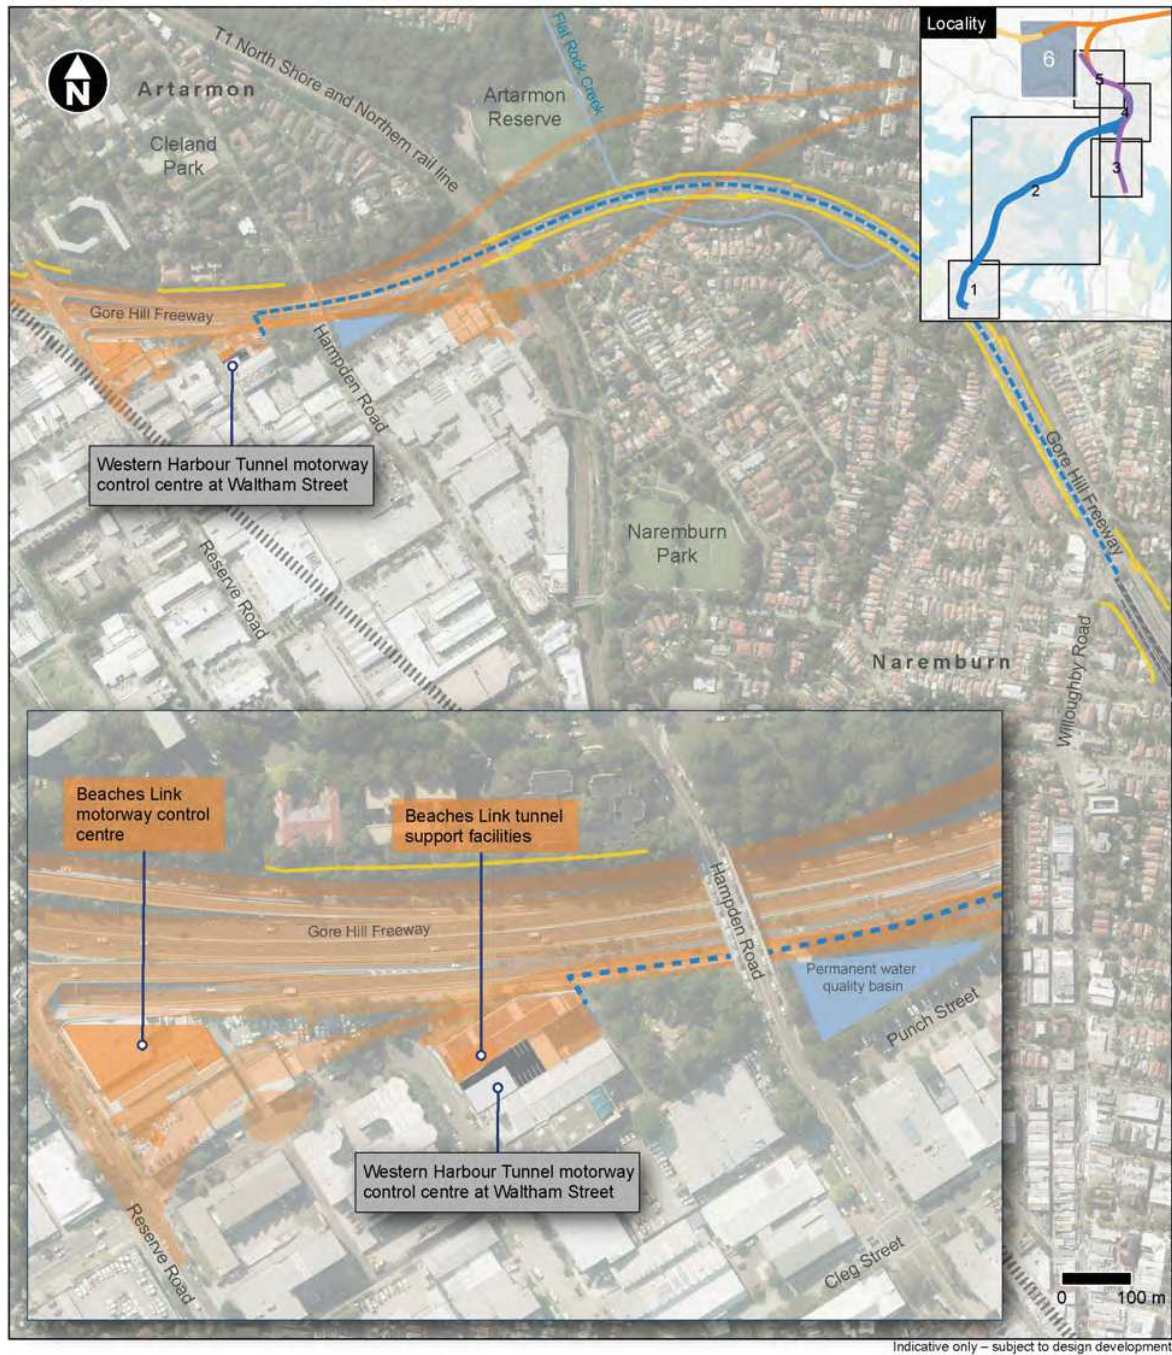 Locality
6
5
4
3
2
1
N
Artarmon
Cleland
Park
T1 North Shore and Northern rail line
Artarmon
Reserve
Flat Rock Creek
Gore Hill Freeway
Hampden Road
Western Harbour Tunnel motorway
control centre at Waltham Street
Reserve Road
Naremburn
Park
Gore Hill Freeway
Naremburn
Willoughby Road
Beaches Link
motorway control
centre
Beaches Link tunnel
support facilities
Gore Hill Freeway
Hampden Road
Permanent water
quality basin
Punch Street
Western Harbour Tunnel motorway
control centre at Waltham Street
Reserve Road
Cleg Street
0 100 m
Indicative only – subject to design development